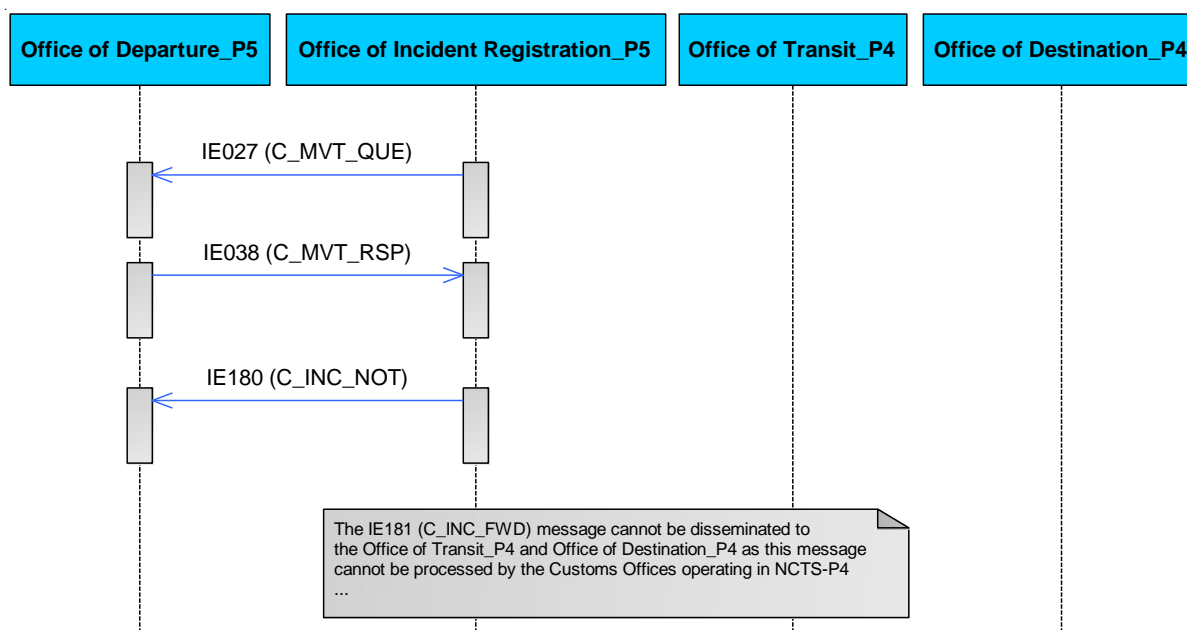 Office of Departure_P5
Office of Incident Registration_P5
Office of Transit_P4
Office of Destination_P4
IE027 (C_MVT_QUE)
IE038 (C_MVT_RSP)
IE180 (C_INC_NOT)
The IE181 (C_INC_FWD) message cannot be disseminated to
the Office of Transit_P4 and Office of Destination_P4 as this message
cannot be processed by the Customs Offices operating in NCTS-P4
...